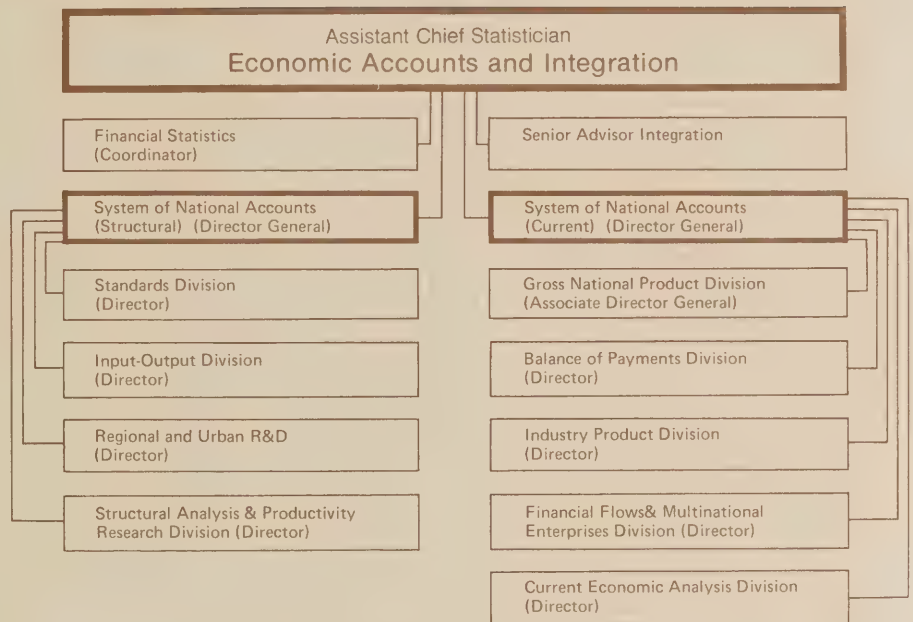 Assistant Chief Statistician
Economic Accounts and Integration
Financial Statistics
(Coordinator)
Senior Advisor Integration
System of National Accounts
(Structural) (Director General)
System of National Accounts
(Current) (Director General)
Standards Division
(Director)
Gross National Product Division
(Associate Director General)
Input-Output Division
(Director)
Balance of Payments Division
(Director)
Regional and Urban R&D
(Director)
Industry Product Division
(Director)
Structural Analysis & Productivity
Research Division (Director)
Financial Flows& Multinational
Enterprises Division (Director)
Current Economic Analysis Division
(Director)